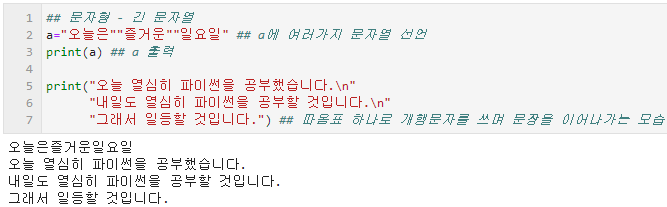 1 ## 문자형 - 긴 문자열
2 a="오늘은""즐거운""일요일" ## a에 여러가지 문자열 선언
3 print(a) ## a 출력
4
5 print("오늘 열심히 파이썬을 공부했습니다.\n"
6 "내일도 열심히 파이썬을 공부할 것입니다.\n"
7 "그래서 일등할 것입니다.") ## 따옴표 하나로 개행문자를 쓰며 문장을 이어나가는 모습
오늘은즐거운일요일
오늘 열심히 파이썬을 공부했습니다.
내일도 열심히 파이썬을 공부할 것입니다.
그래서 일등할 것입니다.